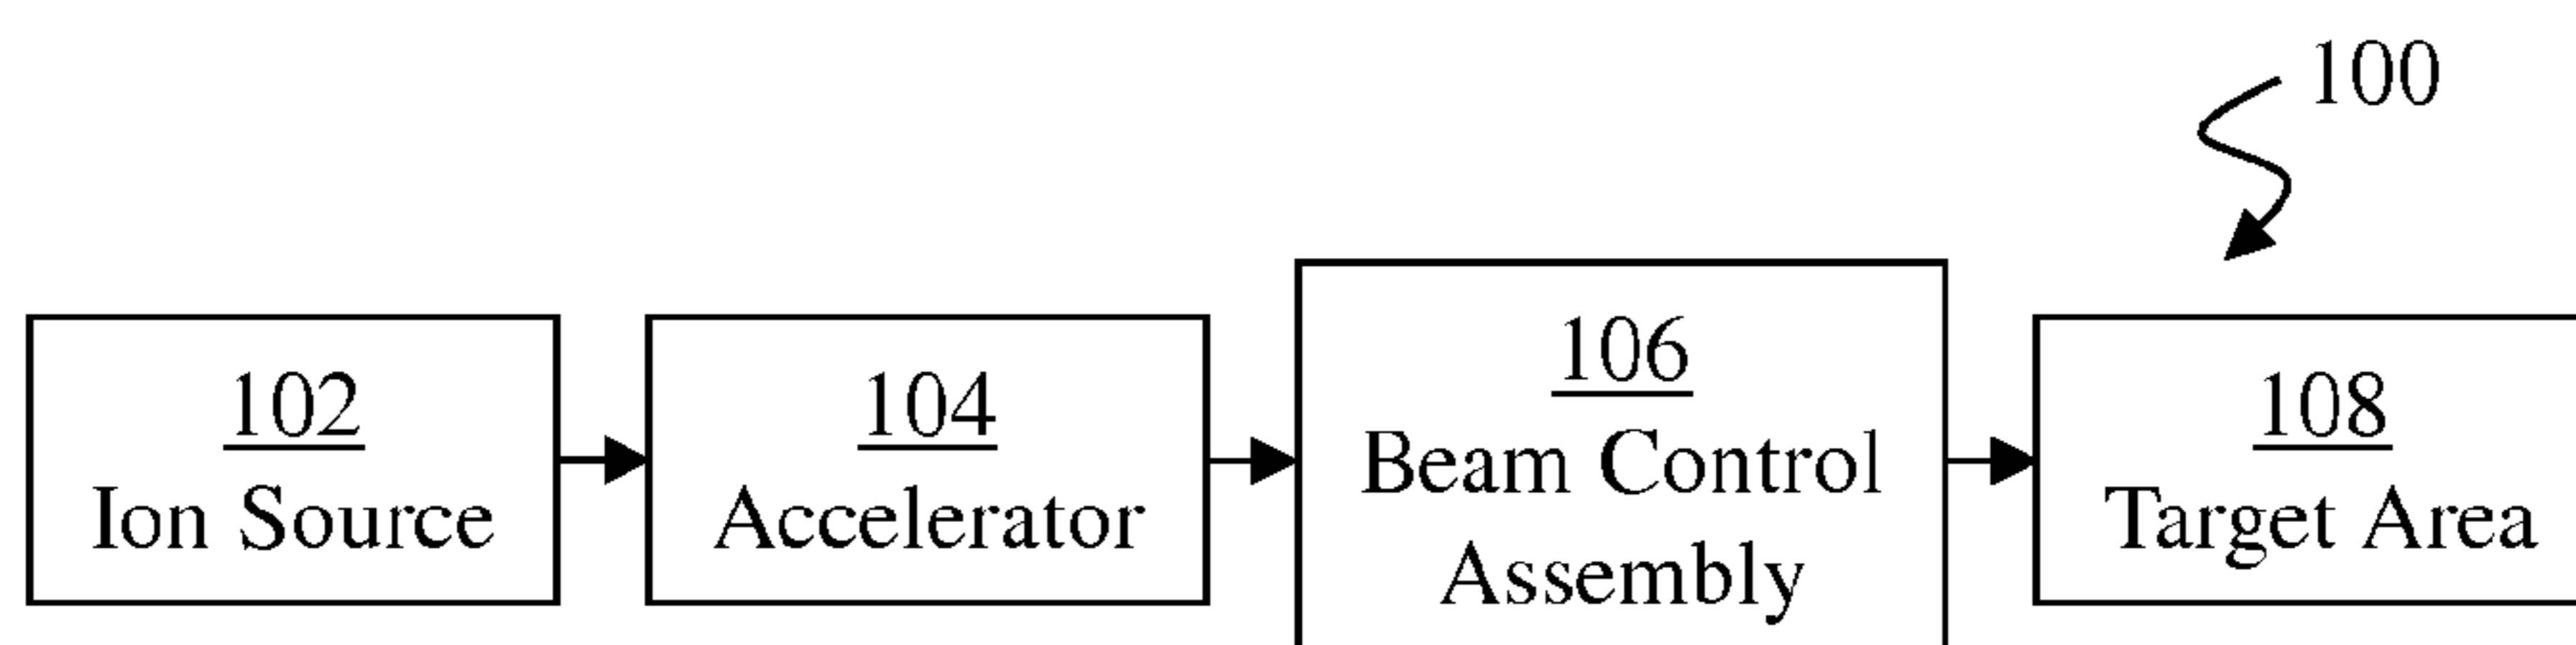 100
102
Ion Source
104
Accelerator
106
Beam Control
Assembly
108
Target Area